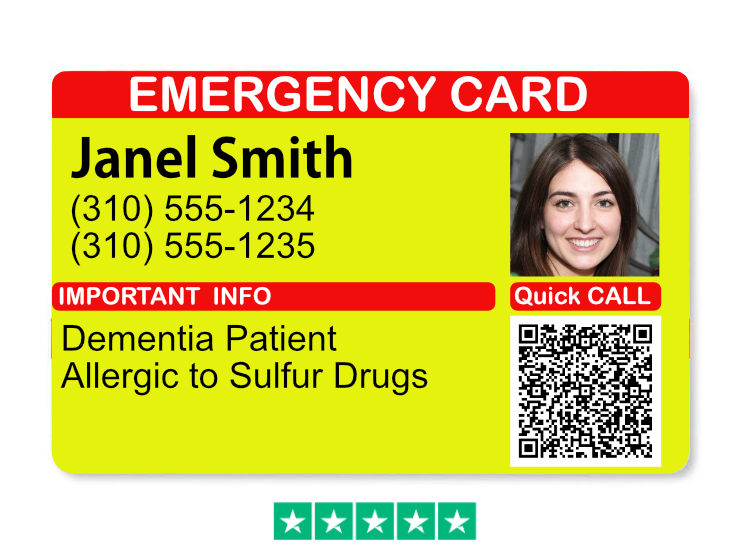 EMERGENCY CARD
Janel Smith
(310) 555-1234
(310) 555-1235
IMPORTANT INFO
Quick CALL
Dementia Patient
Allergic to Sulfur Drugs